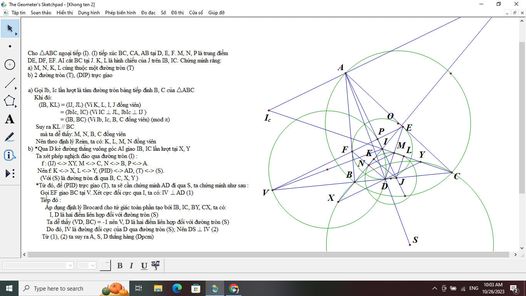 The Geometer's Sketchpad - [Khong ten 2]
Tập tin Soạn thảo Hiển thị Dựng hình Phép biến hình Đo đạc Số Đồ thị Cửa sổ Giúp đỡ
Cho △ABC ngoại tiếp (I). (I) tiếp xúc BC, CA, AB tại D, E, F. M, N, P là trung điểm
DE, DF, EF. AI cắt BC tại J. K, L là hình chiếu của J trên IB, IC. Chứng minh rằng:
a) M, N, K, L cùng thuộc một đường tròn (T)
b) 2 đường tròn (T), (DIP) trực giao
a) Gọi Ib, Ic lần lượt là tâm đường tròn bàng tiếp đỉnh B, C của △ABC
Khi đó:
(IB, KL) = (IJ, JL) (Vì K, L, I, J đồng viên)
= (IbIc, IC) (Vì IC ⊥ JL, IbIc ⊥ IJ )
= (IB, BC) (Vì Ib, Ic, B, C đồng viên) (mod π)
Suy ra KL // BC
mà ta dễ thấy: M, N, B, C đồng viên
Nên theo định lý Reim, ta có: K, L, M, N đồng viên
b) *Qua D kẻ đường thẳng vuông góc AI giao IB, IC lần lượt tại X, Y
Ta xét phép nghịch đảo qua đường tròn (I) :
f : (IJ) <-> XY, M <-> C, N <-> B, P <-> A.
Nên f: K <-> X, L <-> Y, (PID) <-> AD, (T) <-> (S).
(Với (S) là đường tròn đi qua B, C, X, Y)
*Từ đó, để (PID) trực giao (T), ta sẽ cần chứng minh AD đi qua S, ta chứng minh như sau :
Gọi EF giao BC tại V. Xét cực đối cực qua I, ta có: IV ⊥ AD (1)
Tiếp đó :
Áp dụng định lý Brocard cho tứ giác toàn phần tạo bởi IB, IC, BY, CX, ta có:
I, D là hai điểm liên hợp đối với đường tròn (S)
Ta dễ thấy (VD, BC) = -1 nên V, D là hai điểm liên hợp đối với đường tròn (S)
Do đó, IV là đường đối cực của D qua đường tròn (S); Nên DS ⊥ IV (2)
Từ (1), (2) ta suy ra A, S, D thẳng hàng (Đpcm)
A
Ic
O
E
P
I
F
K
M
L
Y
N
V
B
D
J
C
X
S
B I U
Type here to search
10:03 AM
10/26/2023